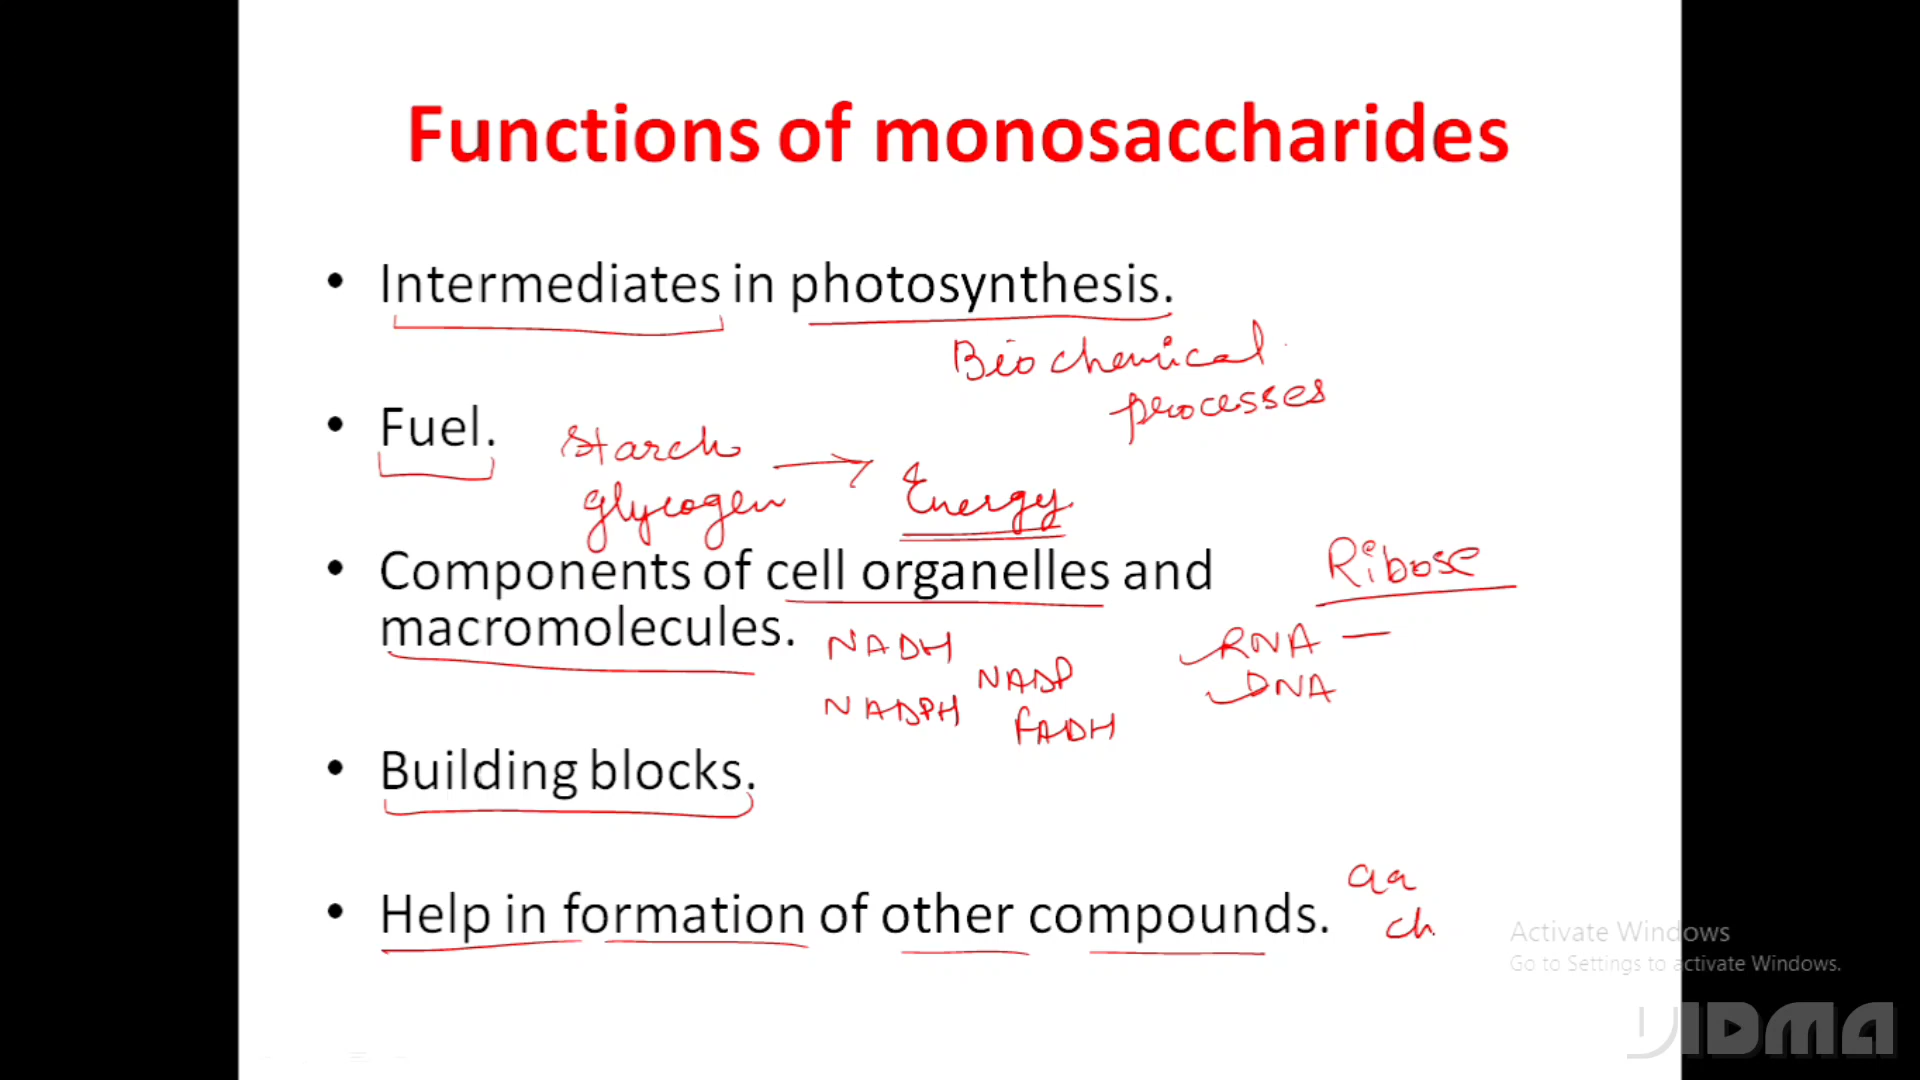 Functions of monosaccharides
• Intermediates in photosynthesis.
Biochemical
processes
• Fuel.
Starch
glycogen → Energy
• Components of cell organelles and
macromolecules.
Ribose
NADH
NADP
NADPH
FADH
RNA –
DNA
• Building blocks.
• Help in formation of other compounds.
aa
ch
Activate Windows
Go to Settings to activate Windows.
VIDMA